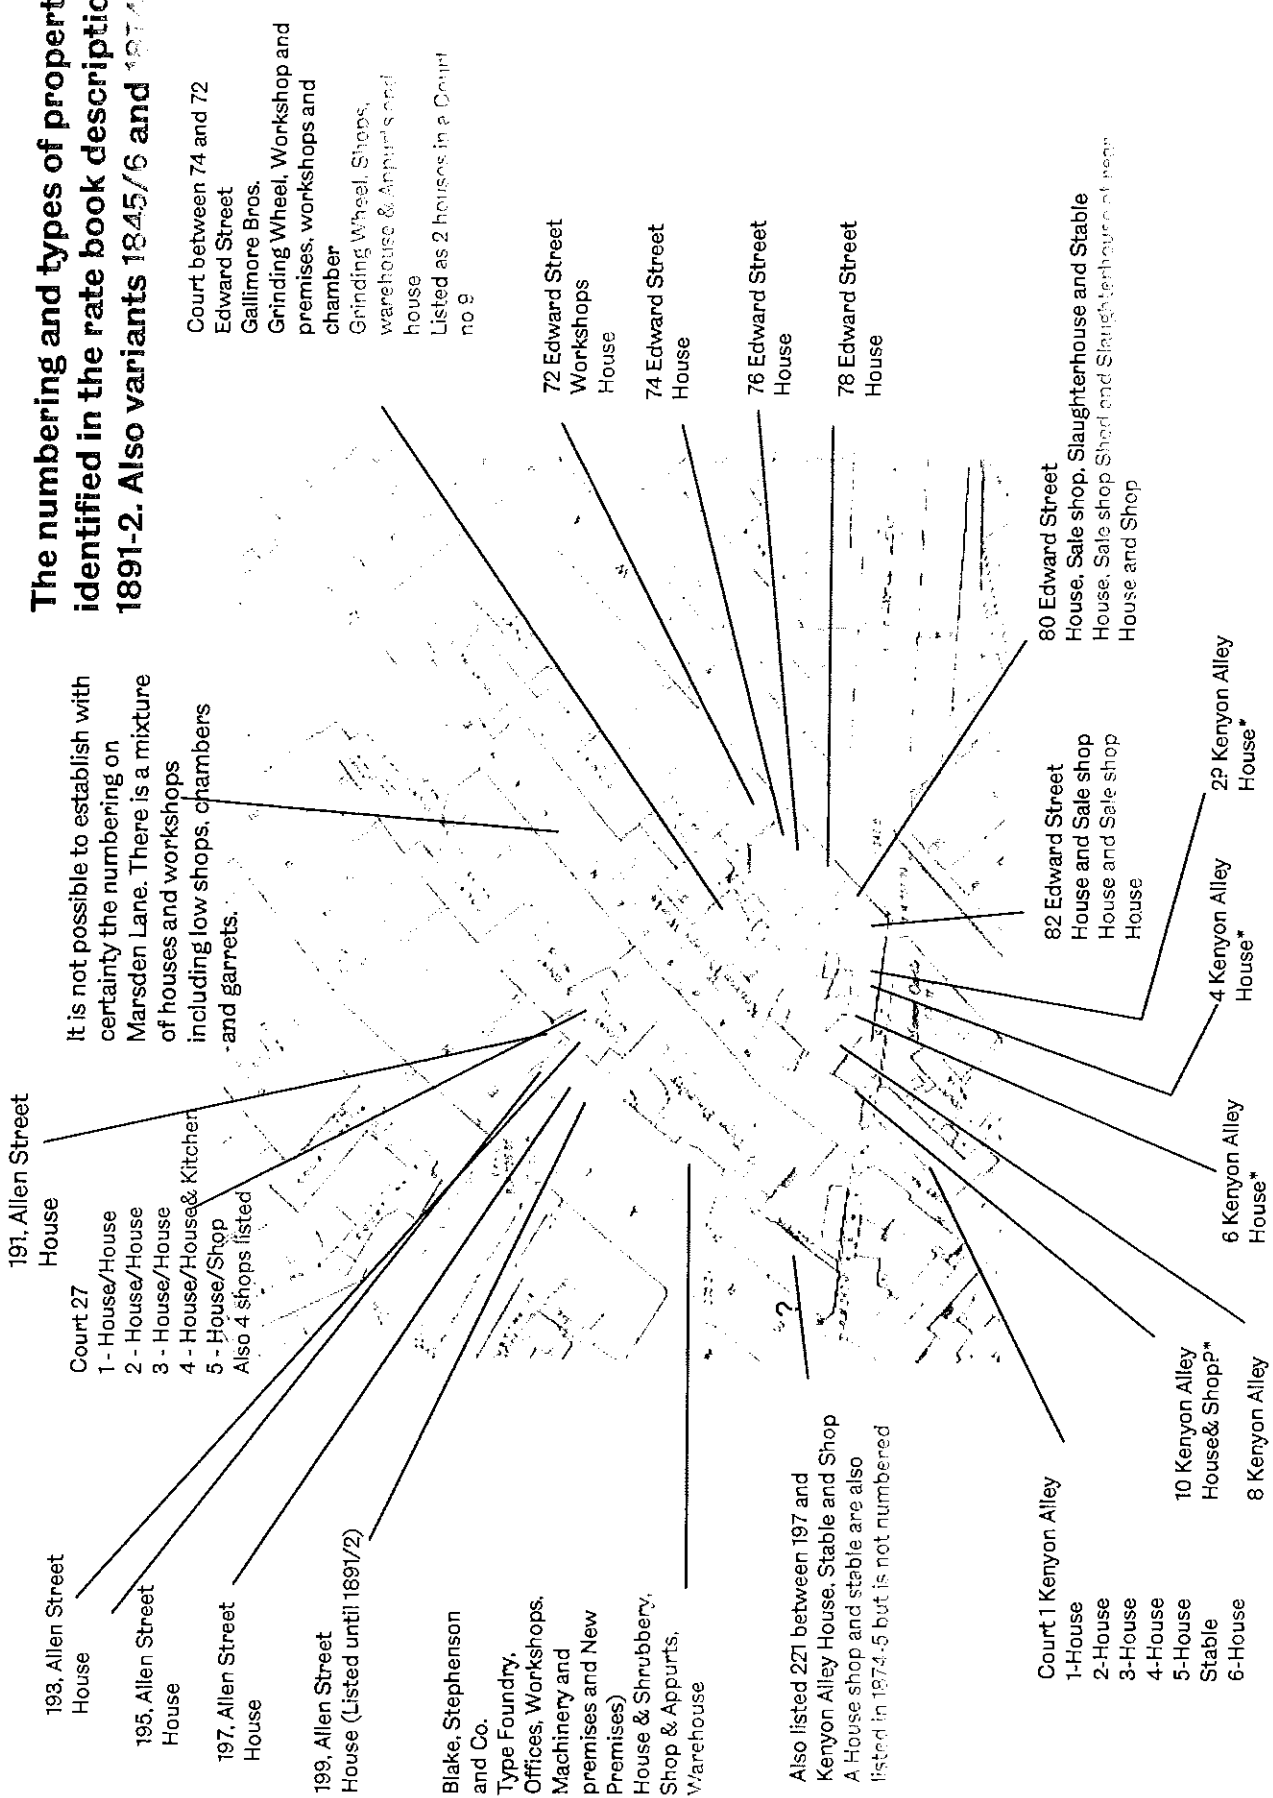 The numbering and types of propert
identified in the rate book descriptio
1891-2. Also variants 1845/6 and 1874
191, Allen Street
House
It is not possible to establish with
certainty the numbering on
Marsden Lane. There is a mixture
of houses and workshops
including low shops, chambers
and garrets.
Court between 74 and 72
Edward Street
Gallimore Bros.
Grinding Wheel, Workshop and
premises, workshops and
chamber
Grinding Wheel, Shops,
warehouse & Appurt's and
house
Listed as 2 houses in a Court
no 9
Court 27
1 - House/House
2 - House/House
3 - House/House
4 - House/House& Kitchen
5 - House/Shop
Also 4 shops listed
193, Allen Street
House
195, Allen Street
House
197, Allen Street
House
199, Allen Street
House (Listed until 1891/2)
Blake, Stephenson
and Co.
Type Foundry,
Offices, Workshops,
Machinery and
premises and New
Premises)
House & Shrubbery,
Shop & Appurts,
Warehouse
72 Edward Street
Workshops
House
74 Edward Street
House
76 Edward Street
House
78 Edward Street
House
80 Edward Street
House, Sale shop, Slaughterhouse and Stable
House, Sale shop Shed and Slaughterhouse at rear
House and Shop
82 Edward Street
House and Sale shop
House and Sale shop
House
?
Also listed 221 between 197 and
Kenyon Alley House, Stable and Shop
A House shop and stable are also
listed in 1874-5 but is not numbered
Court 1 Kenyon Alley
1-House
2-House
3-House
4-House
5-House
Stable
6-House
10 Kenyon Alley
House& Shop?*
8 Kenyon Alley
6 Kenyon Alley
House*
4 Kenyon Alley
House*
2? Kenyon Alley
House*